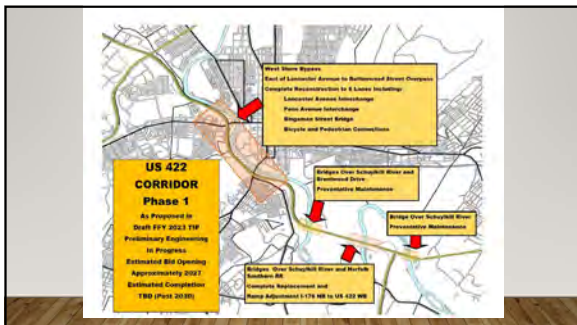 West Shore Bypass
East of Lancaster Avenue to Buttonwood Street Overpass
Complete Reconstruction to 6 Lanes Including:
Lancaster Avenue Interchange
Penn Avenue Interchange
Bingaman Street Bridge
Bicycle and Pedestrian Connections
US 422
CORRIDOR
Phase 1
As Proposed in
Draft FFY 2023 TIP
Preliminary Engineering
In Progress
Estimated Bid Opening
Approximately 2027
Estimated Completion
TBD (Post 2030)
Bridges Over Schuylkill River and
Brentwood Drive
Preventative Maintenance
Bridge Over Schuylkill River
Preventative Maintenance
Bridges Over Schuylkill River and Norfolk
Southern RR
Complete Replacement and
Ramp Adjustment I-176 NB to US 422 WB